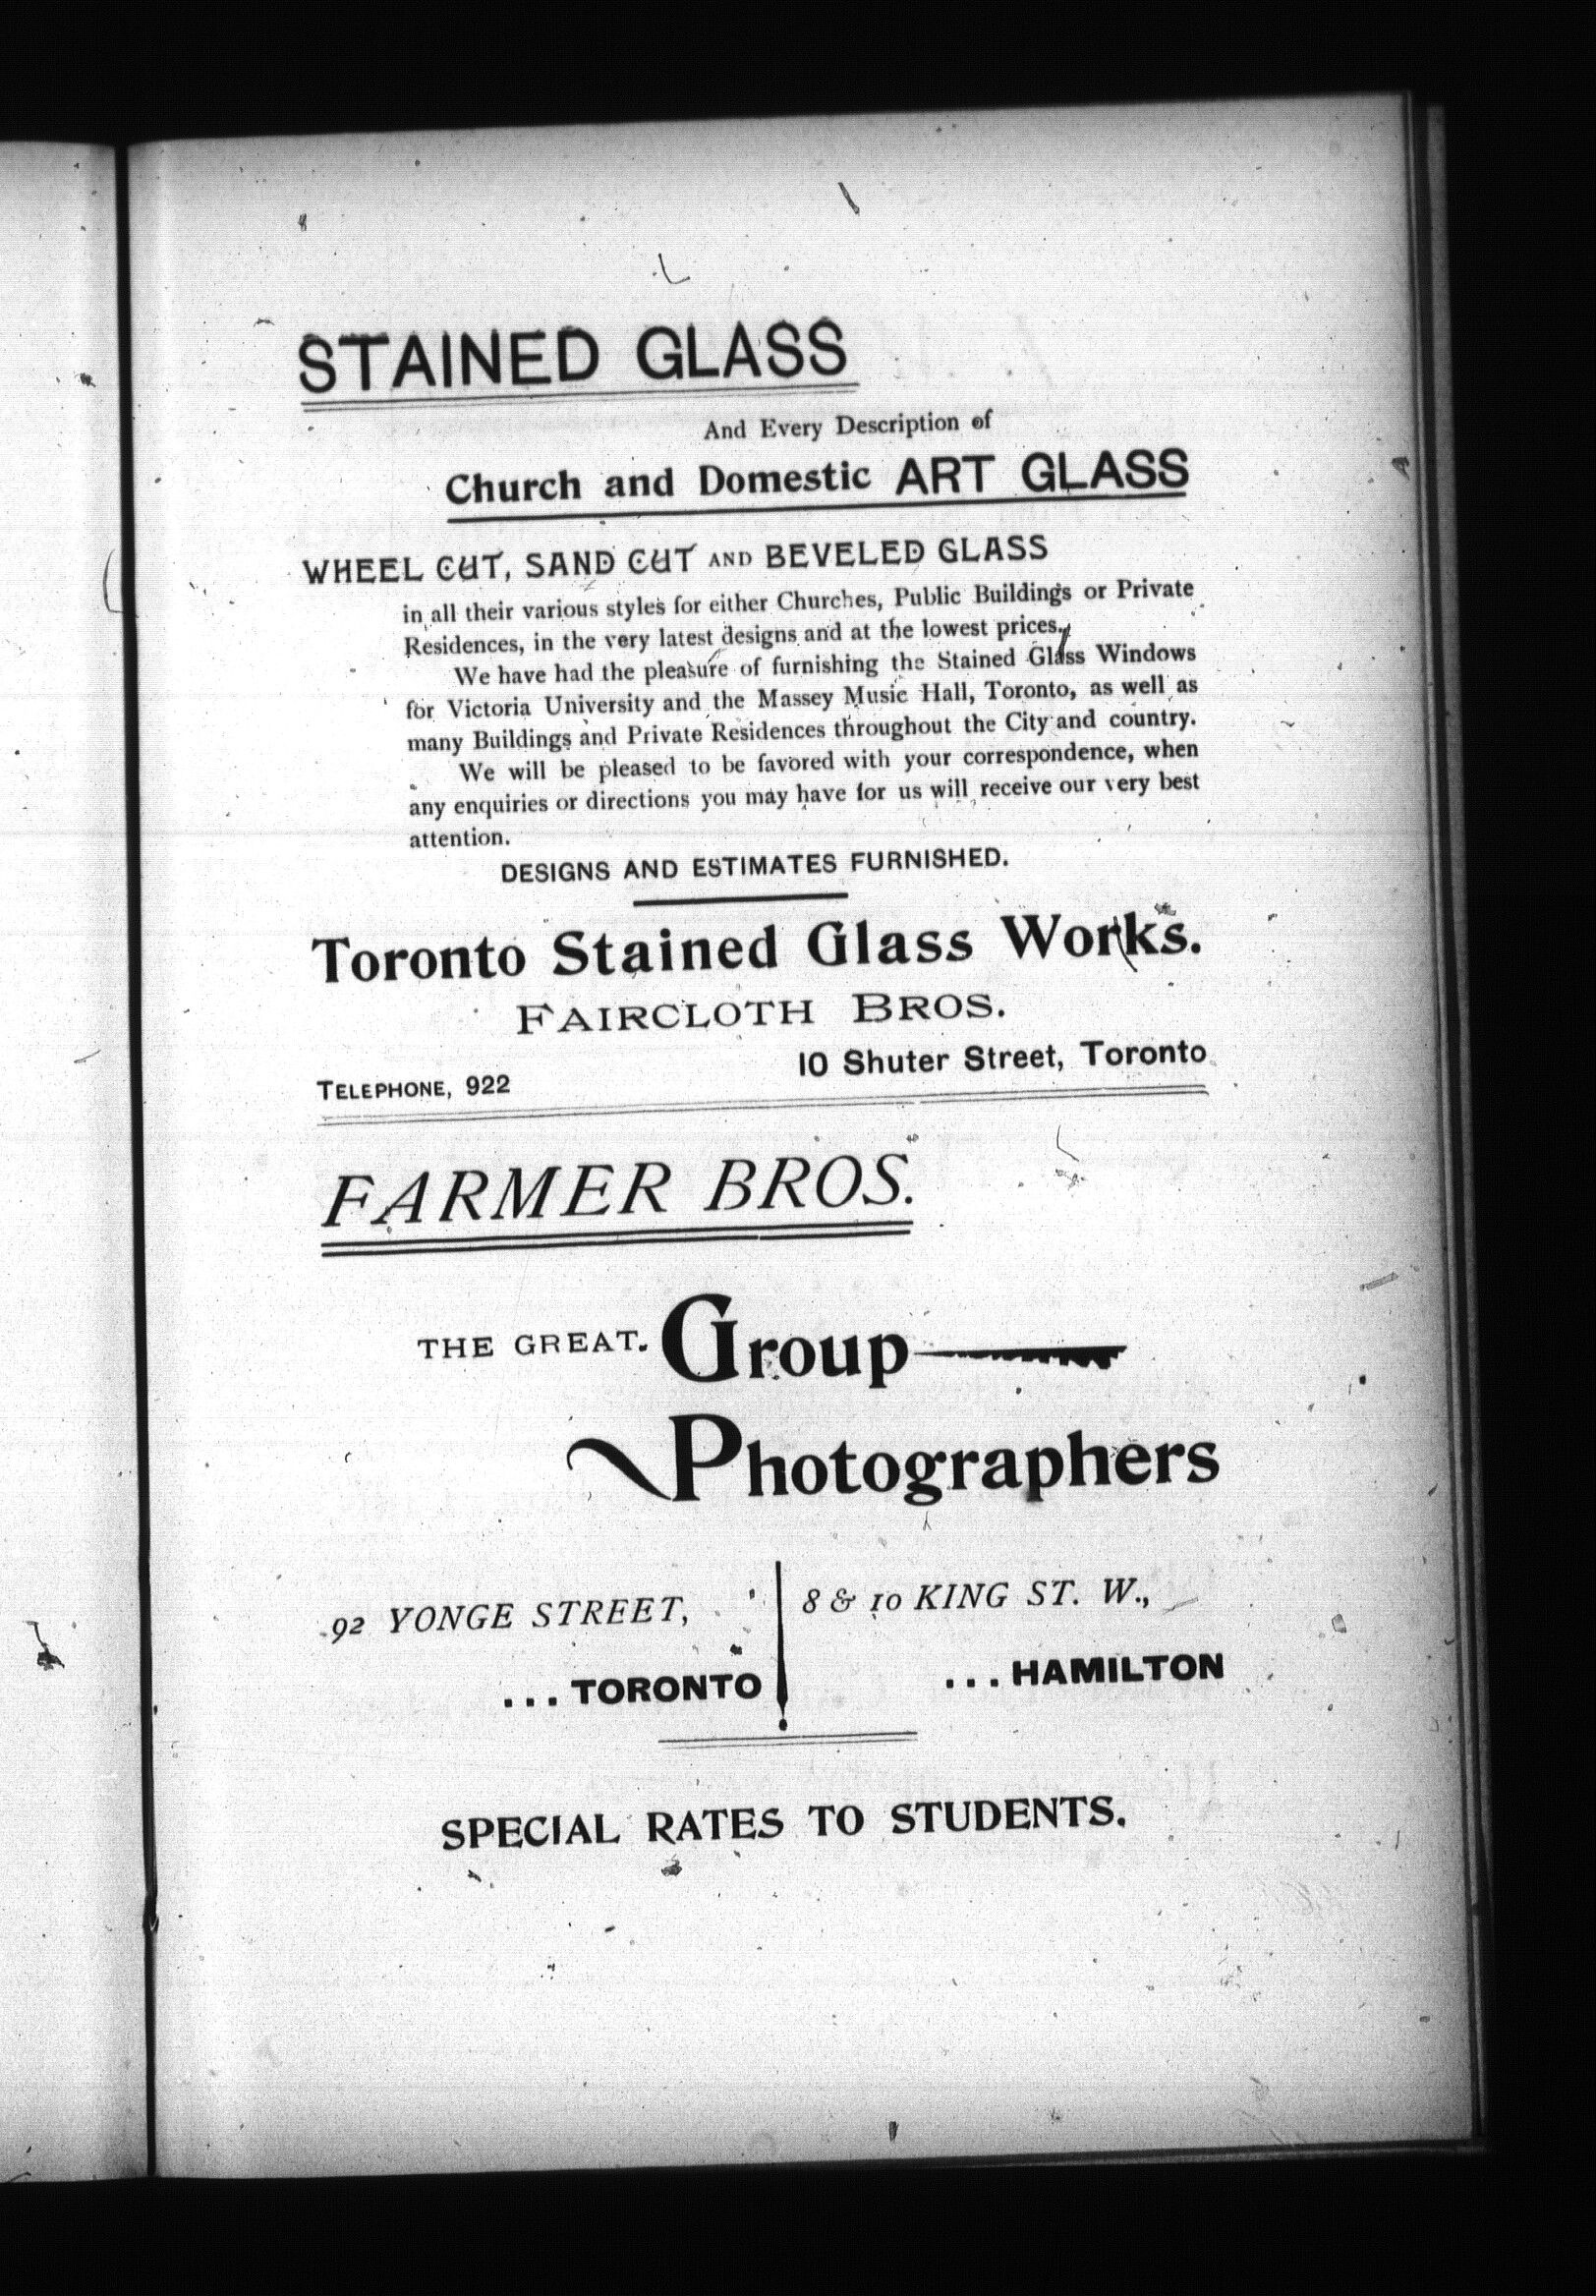 STAINED GLASS
And Every Description of
Church and Domestic ART GLASS
WHEEL CUT, SAND CUT AND BEVELED GLASS
in all their various styles for either Churches, Public Buildings or Private
Residences, in the very latest designs and at the lowest prices.
We have had the pleasure of furnishing the Stained Glass Windows
for Victoria University and the Massey Music Hall, Toronto, as well as
many Buildings and Private Residences throughout the City and country.
We will be pleased to be favored with your correspondence, when
any enquiries or directions you may have for us will receive our very best
attention.
DESIGNS AND ESTIMATES FURNISHED.
Toronto Stained Glass Works.
FAIRCLOTH BROS.
10 Shuter Street, Toronto
TELEPHONE, 922
FARMER BROS.
THE GREAT. Group
Photographers
92 YONGE STREET,
...TORONTO
8 & 10 KING ST. W.,
...HAMILTON
SPECIAL RATES TO STUDENTS.